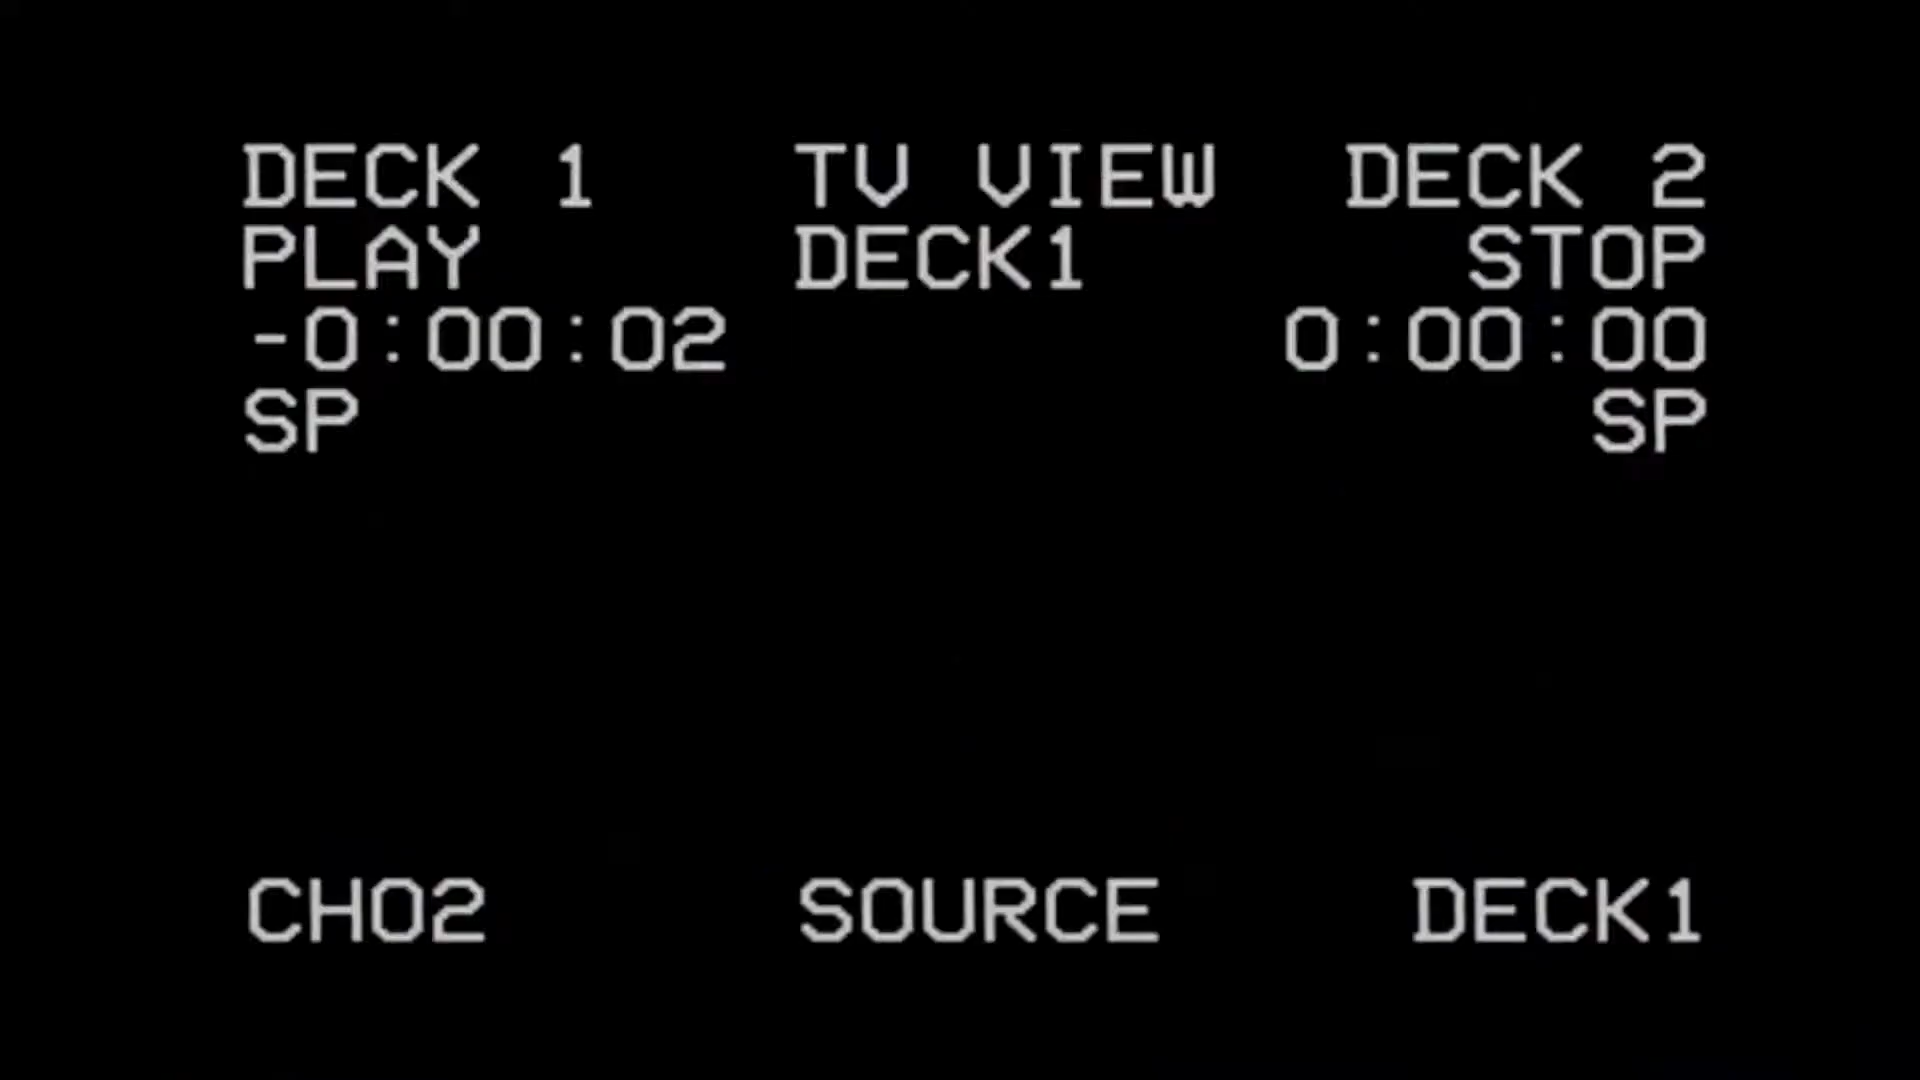 DECK 1 TV VIEW DECK 2
PLAY DECK1 STOP
-0:00:02 0:00:00
SP SP
CH02 SOURCE DECK1